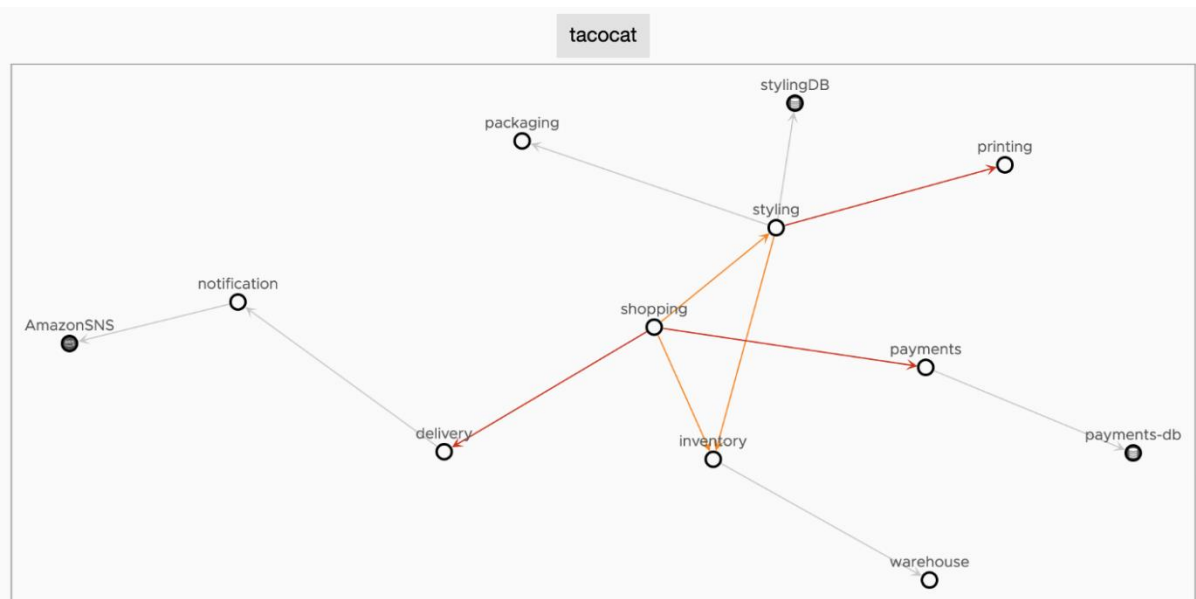 tacocat
stylingDB
packaging
printing
styling
notification
shopping
AmazonSNS
payments
delivery
inventory
payments-db
warehouse